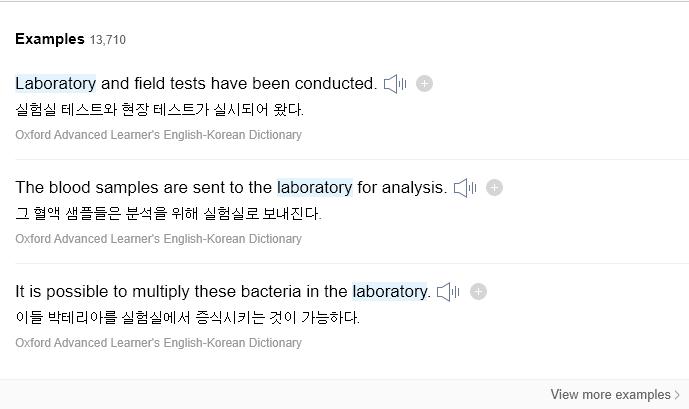 Examples 13,710
Laboratory and field tests have been conducted.
실험실 테스트와 현장 테스트가 실시되어 왔다.
Oxford Advanced Learner's English-Korean Dictionary
The blood samples are sent to the laboratory for analysis.
그 혈액 샘플들은 분석을 위해 실험실로 보내진다.
Oxford Advanced Learner's English-Korean Dictionary
It is possible to multiply these bacteria in the laboratory.
이들 박테리아를 실험실에서 증식시키는 것이 가능하다.
Oxford Advanced Learner's English-Korean Dictionary
View more examples